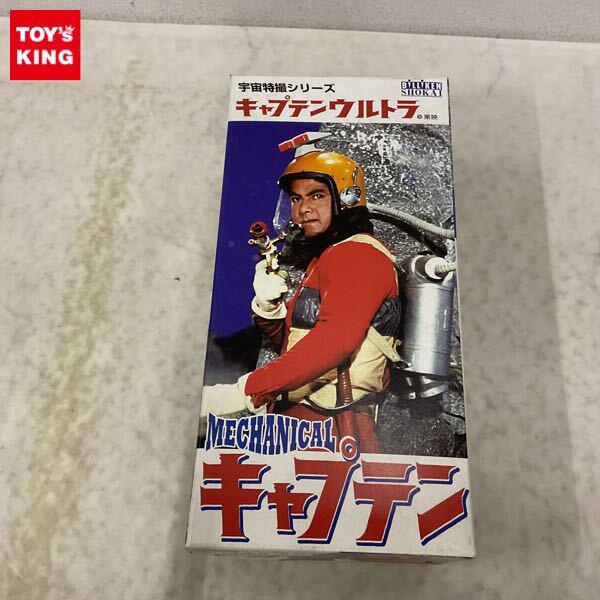 TOY's
KING
宇宙特撮シリーズ
BILLIKEN
SHOKAI
キャプテンウルトラ
©東映
MECHANICAL
キャプテン